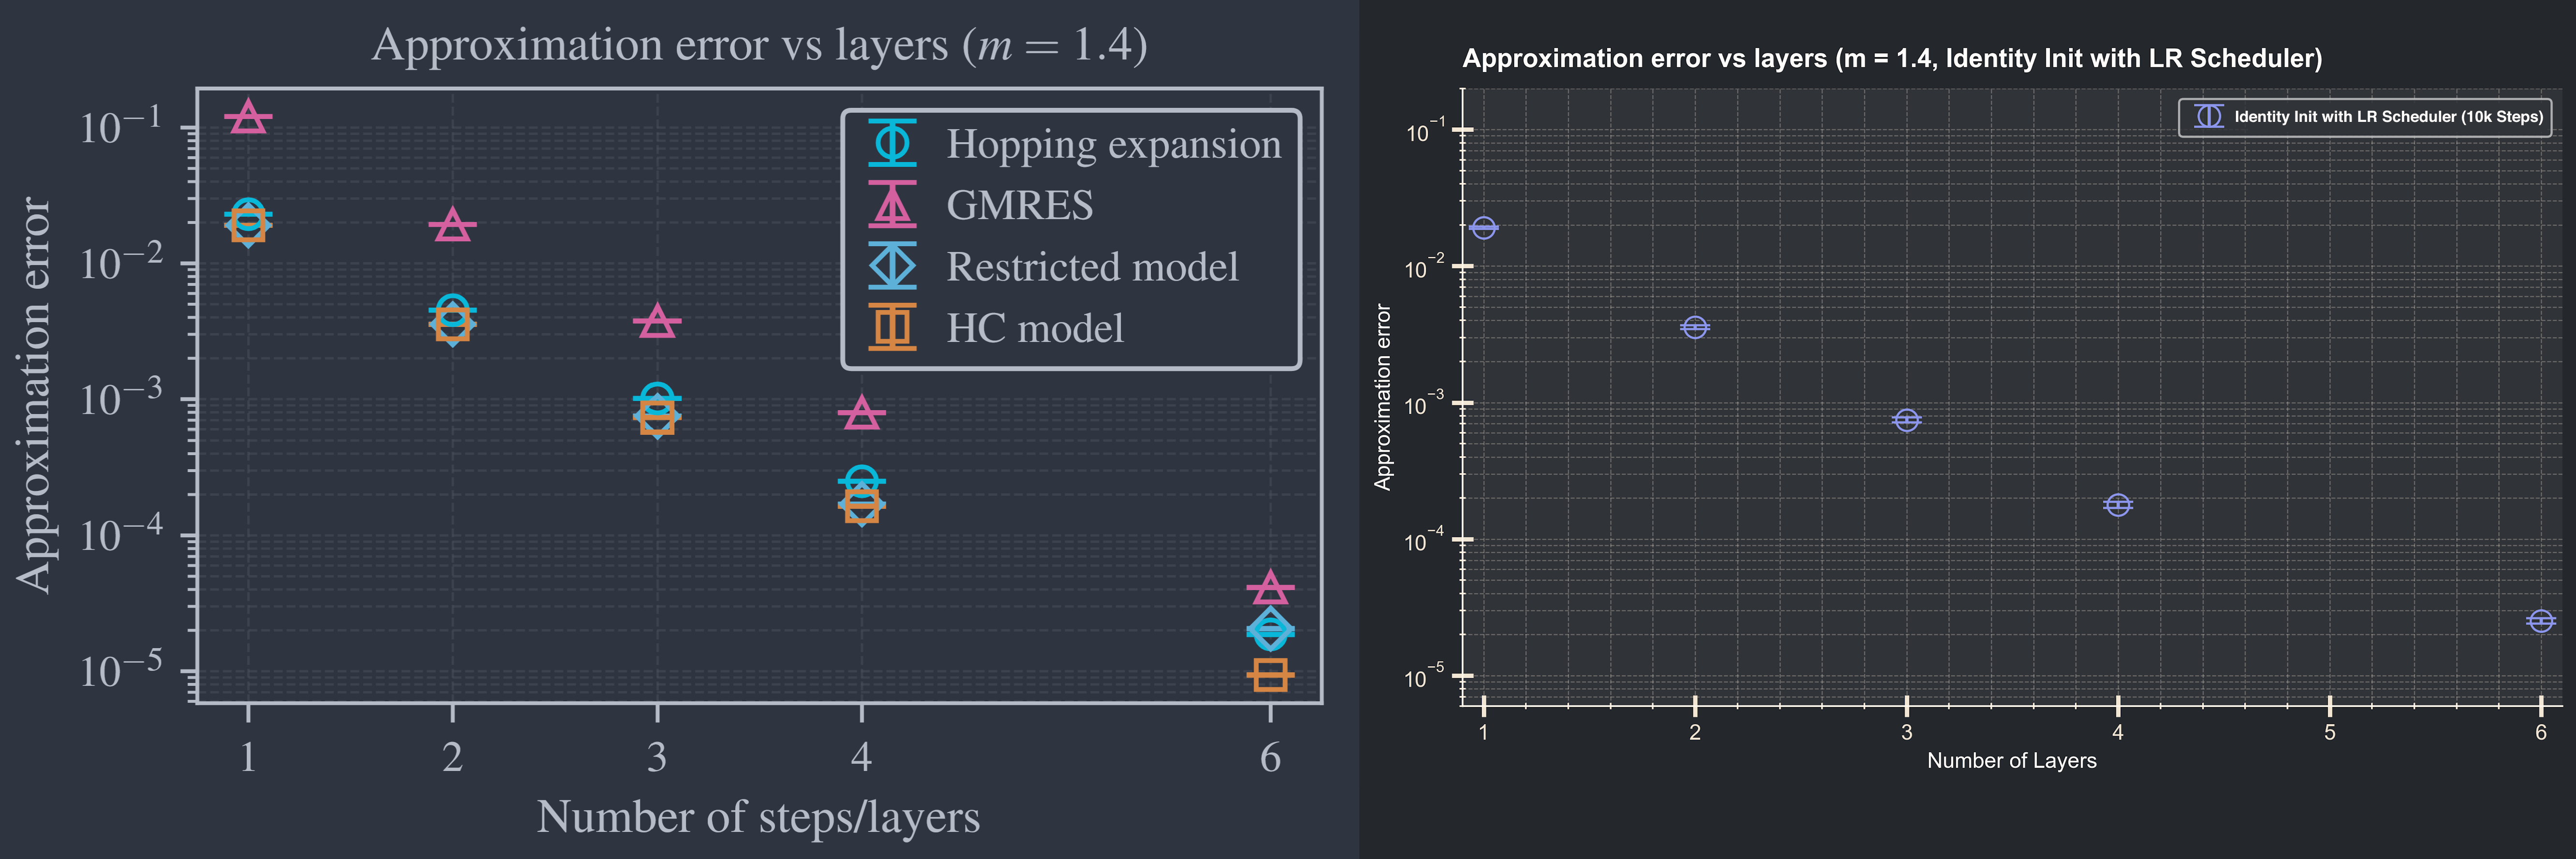 Approximation error vs layers (m = 1.4)
Approximation error
10−1
10−2
10−3
10−4
10−5
Hopping expansion
GMRES
Restricted model
HC model
1 2 3 4 6
Number of steps/layers
Approximation error vs layers (m = 1.4, Identity Init with LR Scheduler)
Approximation error
10−1
10−2
10−3
10−4
10−5
Identity Init with LR Scheduler (10k Steps)
1 2 3 4 5 6
Number of Layers